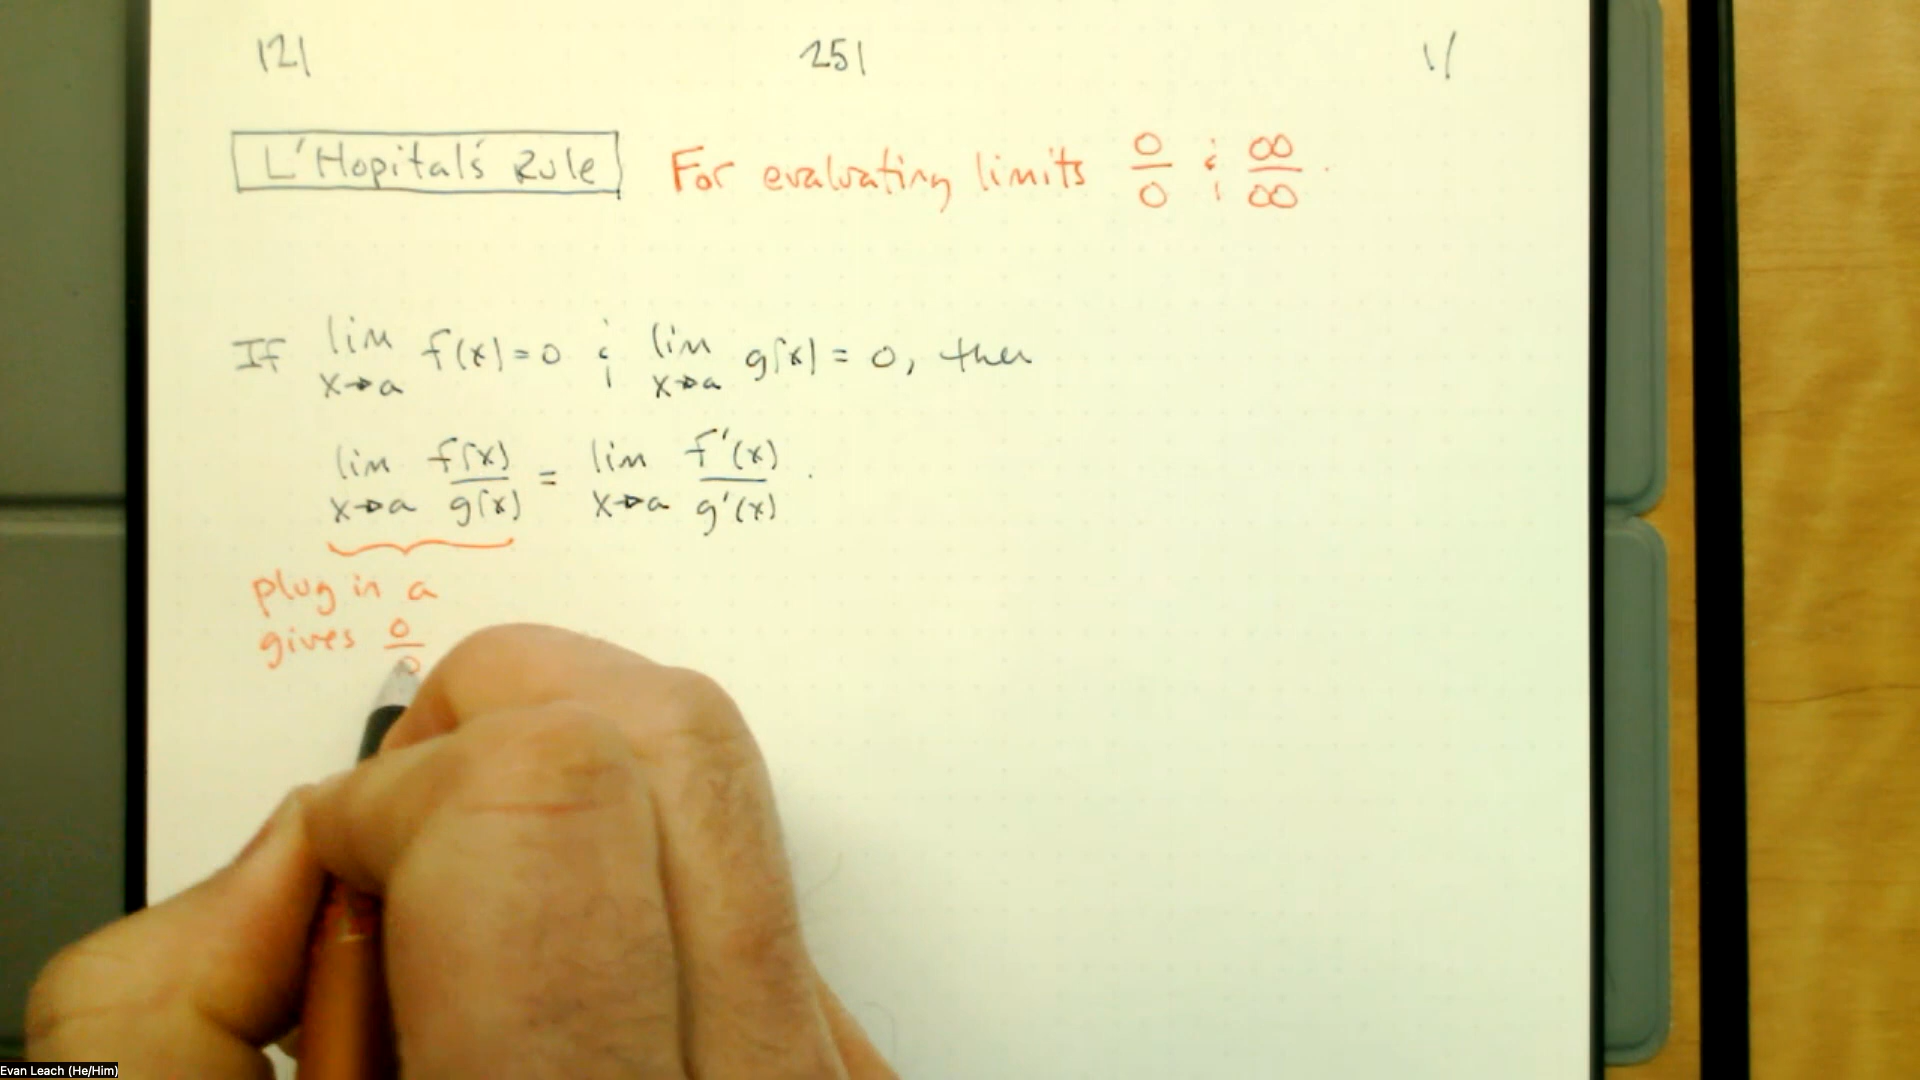 121 251 1/
L'Hopital's Rule For evaluating limits 0/0 & ∞/∞.
If lim x→a f(x) = 0 & lim x→a g(x) = 0, then
lim x→a f(x)/g(x) = lim x→a f'(x)/g'(x).
plug in a
gives 0/0
Evan Leach (He/Him)